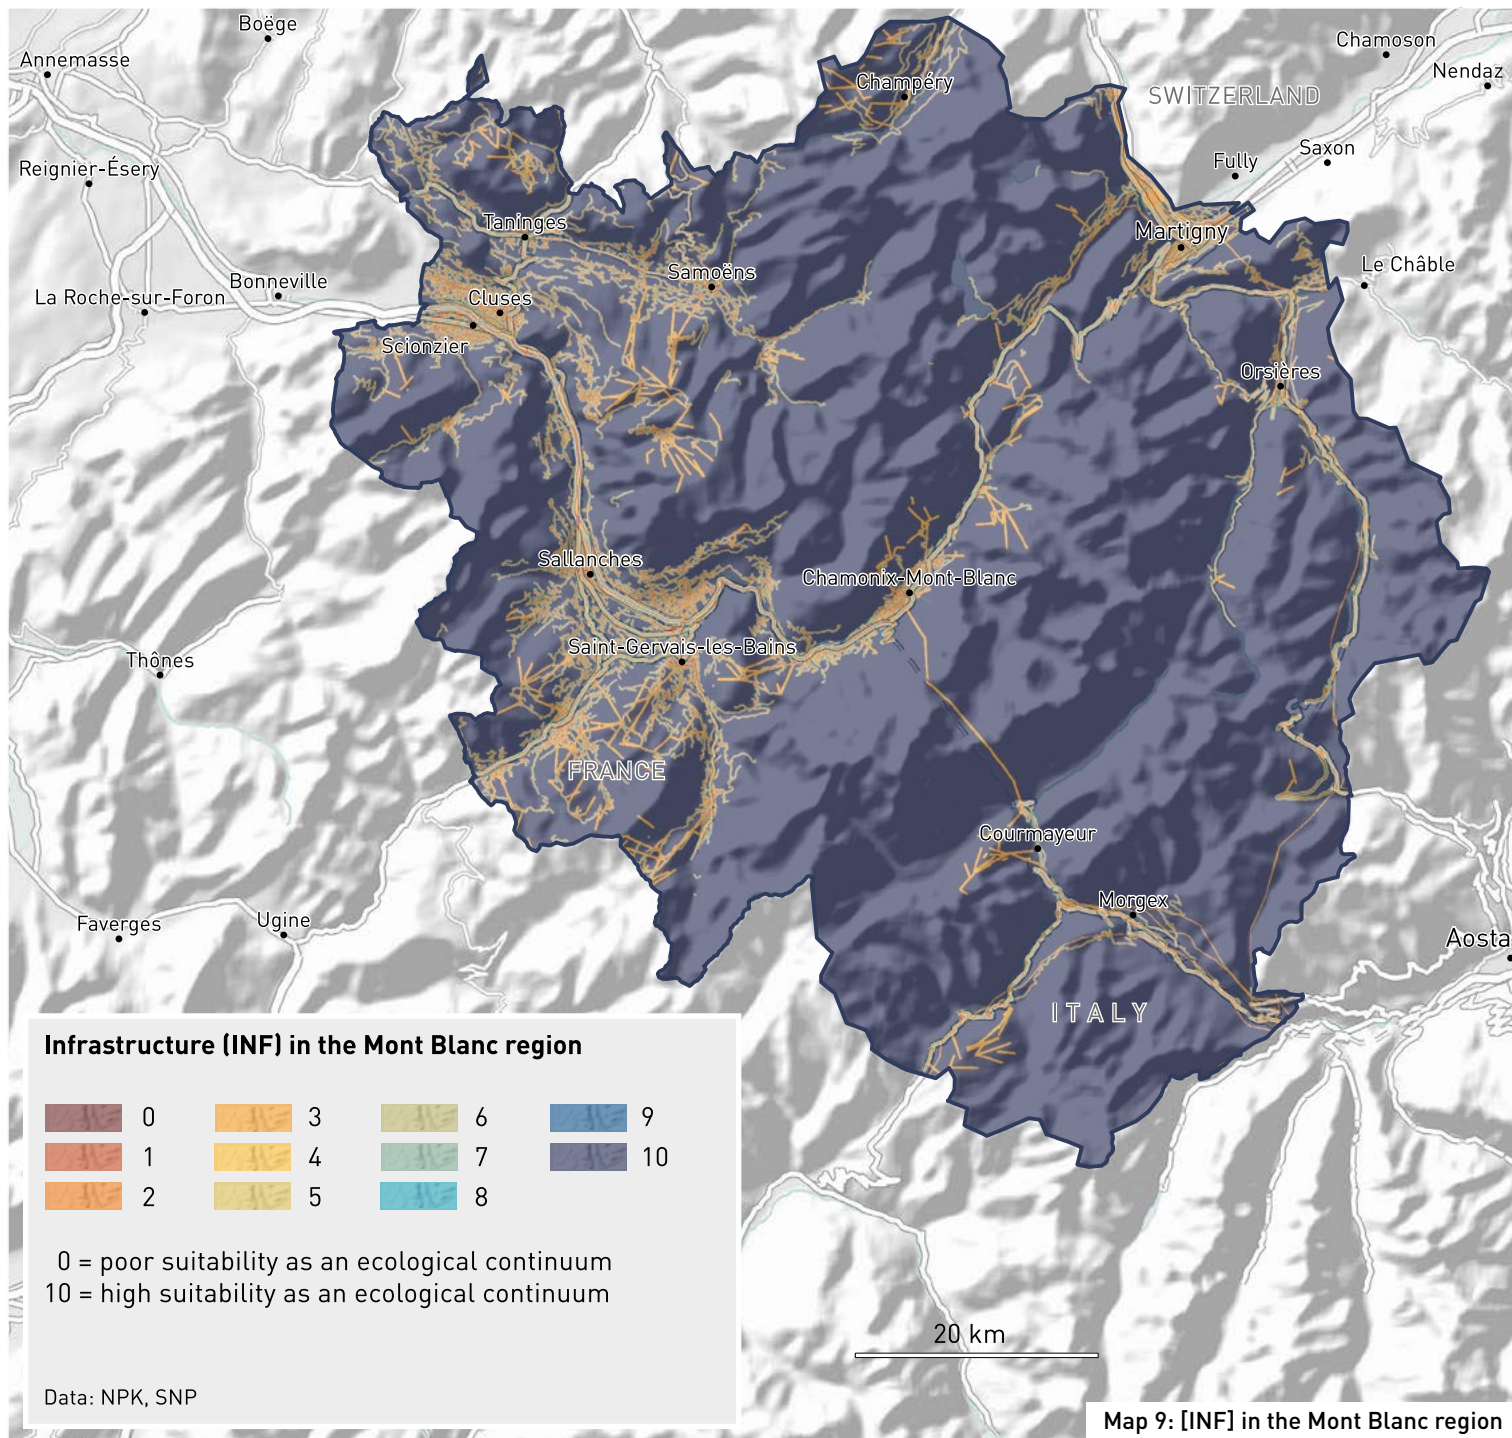 Boëge
Chamoson
Annemasse
Nendaz
Champéry
SWITZERLAND
Saxon
Fully
Reignier-Ésery
Taninges
Martigny
Samoëns
Le Châble
Bonneville
La Roche-sur-Foron
Cluses
Scionzier
Orsières
Sallanches
Chamonix-Mont-Blanc
Saint-Gervais-les-Bains
Thônes
FRANCE
Courmayeur
Morgex
Faverges
Ugine
Aosta
ITALY
Infrastructure (INF) in the Mont Blanc region
0 3 6 9
1 4 7 10
2 5 8
0 = poor suitability as an ecological continuum
10 = high suitability as an ecological continuum
20 km
Data: NPK, SNP
Map 9: [INF] in the Mont Blanc region